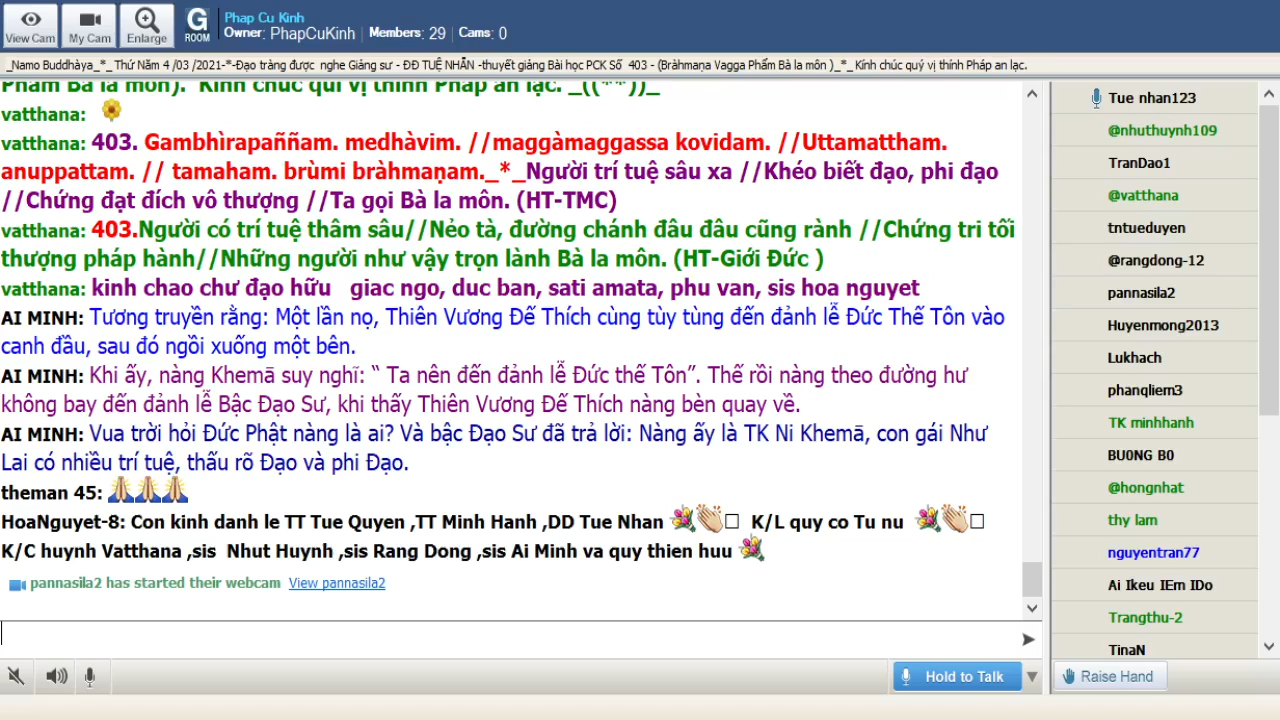 View Cam
My Cam
Enlarge
G
ROOM
Phap Cu Kinh
Owner: PhapCuKinh | Members: 29 | Cams: 0
_Namo Buddhàya_*_ Thứ Năm 4 /03 /2021-*-Đạo tràng được nghe Giảng sư - ĐĐ TUỆ NHẪN -thuyết giảng Bài học PCK Số 403 - (Bràhmaṇa Vagga Phẩm Bà la môn )_*_ Kính chúc quý vị thính Pháp an lạc.
Phẩm Bà la môn). Kính chúc qui vị thính Pháp an lạc. _((**))_
vatthana:
vatthana: 403. Gambhìrapaññam. medhàvim. //maggàmaggassa kovidam. //Uttamattham.
anuppattam. // tamaham. brùmi bràhmaṇam._*_Người trí tuệ sâu xa //Khéo biết đạo, phi đạo
//Chứng đạt đích vô thượng //Ta gọi Bà la môn. (HT-TMC)
vatthana: 403.Người có trí tuệ thâm sâu//Nẻo tà, đường chánh đâu đâu cũng rành //Chứng tri tối
thượng pháp hành//Những người như vậy trọn lành Bà la môn. (HT-Giới Đức )
vatthana: kinh chao chư đạo hữu giac ngo, duc ban, sati amata, phu van, sis hoa nguyet
AI MINH: Tương truyền rằng: Một lần nọ, Thiên Vương Đế Thích cùng tùy tùng đến đảnh lễ Đức Thế Tôn vào
canh đầu, sau đó ngồi xuống một bên.
AI MINH: Khi ấy, nàng Khemā suy nghĩ: “ Ta nên đến đảnh lễ Đức thế Tôn”. Thế rồi nàng theo đường hư
không bay đến đảnh lễ Bậc Đạo Sư, khi thấy Thiên Vương Đế Thích nàng bèn quay về.
AI MINH: Vua trời hỏi Đức Phật nàng là ai? Và bậc Đạo Sư đã trả lời: Nàng ấy là TK Ni Khemā, con gái Như
Lai có nhiều trí tuệ, thấu rõ Đạo và phi Đạo.
theman 45:
HoaNguyet-8: Con kinh danh le TT Tue Quyen ,TT Minh Hanh ,DD Tue Nhan K/L quy co Tu nu
K/C huynh Vatthana ,sis Nhut Huynh ,sis Rang Dong ,sis Ai Minh va quy thien huu
pannasila2 has started their webcam View pannasila2
Hold to Talk
Tue nhan123
@nhuthuynh109
TranDao1
@vatthana
tntueduyen
@rangdong-12
pannasila2
Huyenmong2013
Lukhach
phanqliem3
TK minhhanh
BU0NG B0
@hongnhat
thy lam
nguyentran77
Ai Ikeu IEm IDo
Trangthu-2
TinaN
Raise Hand